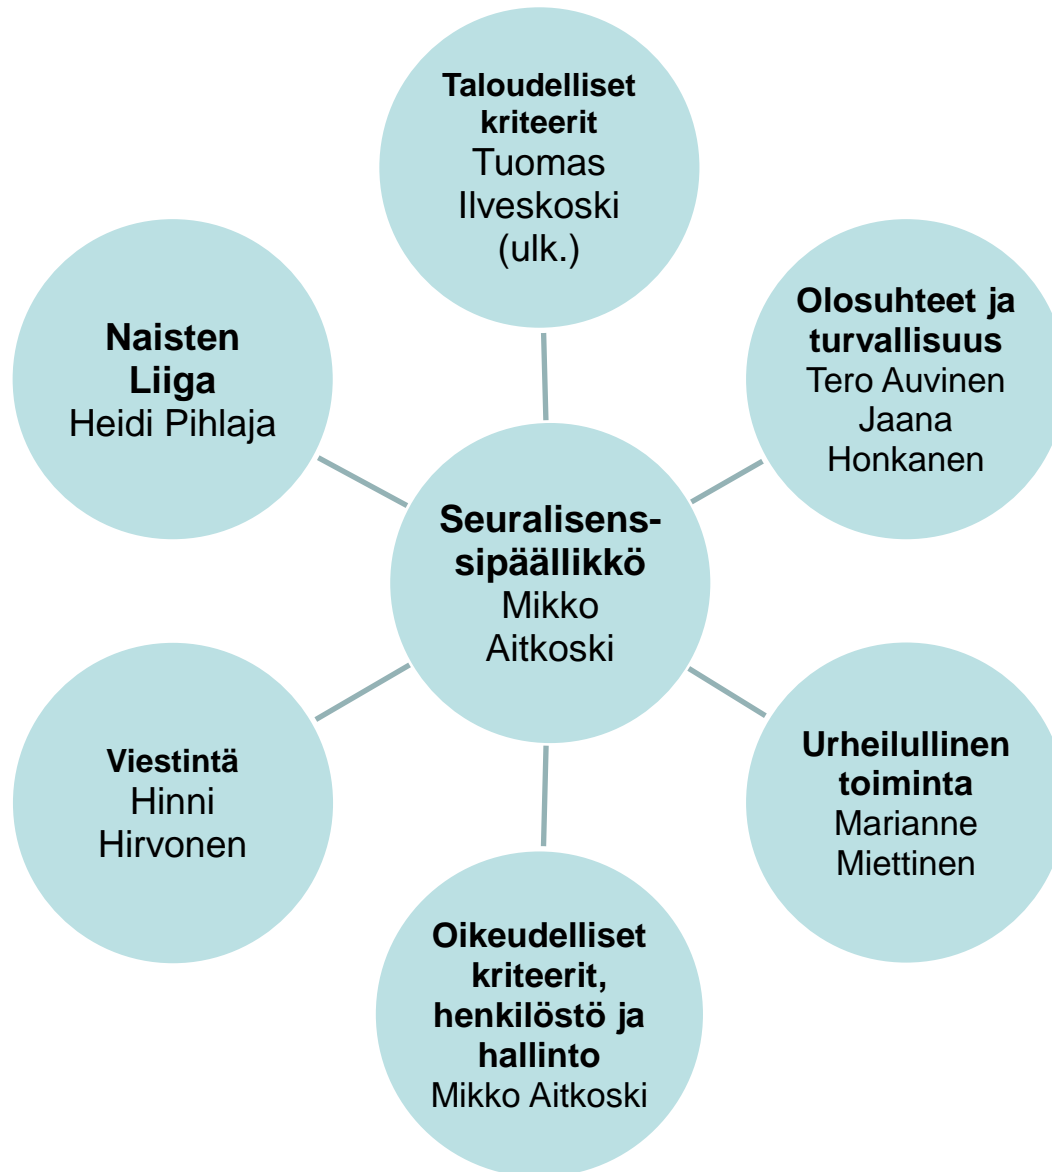 Taloudelliset
kriteerit
Tuomas
Ilveskoski
(ulk.)
Olosuhteet ja
turvallisuus
Tero Auvinen
Jaana
Honkanen
Naisten
Liiga
Heidi Pihlaja
Seuralisens-
sipäällikkö
Mikko
Aitkoski
Urheilullinen
toiminta
Marianne
Miettinen
Viestintä
Hinni
Hirvonen
Oikeudelliset
kriteerit,
henkilöstö ja
hallinto
Mikko Aitkoski